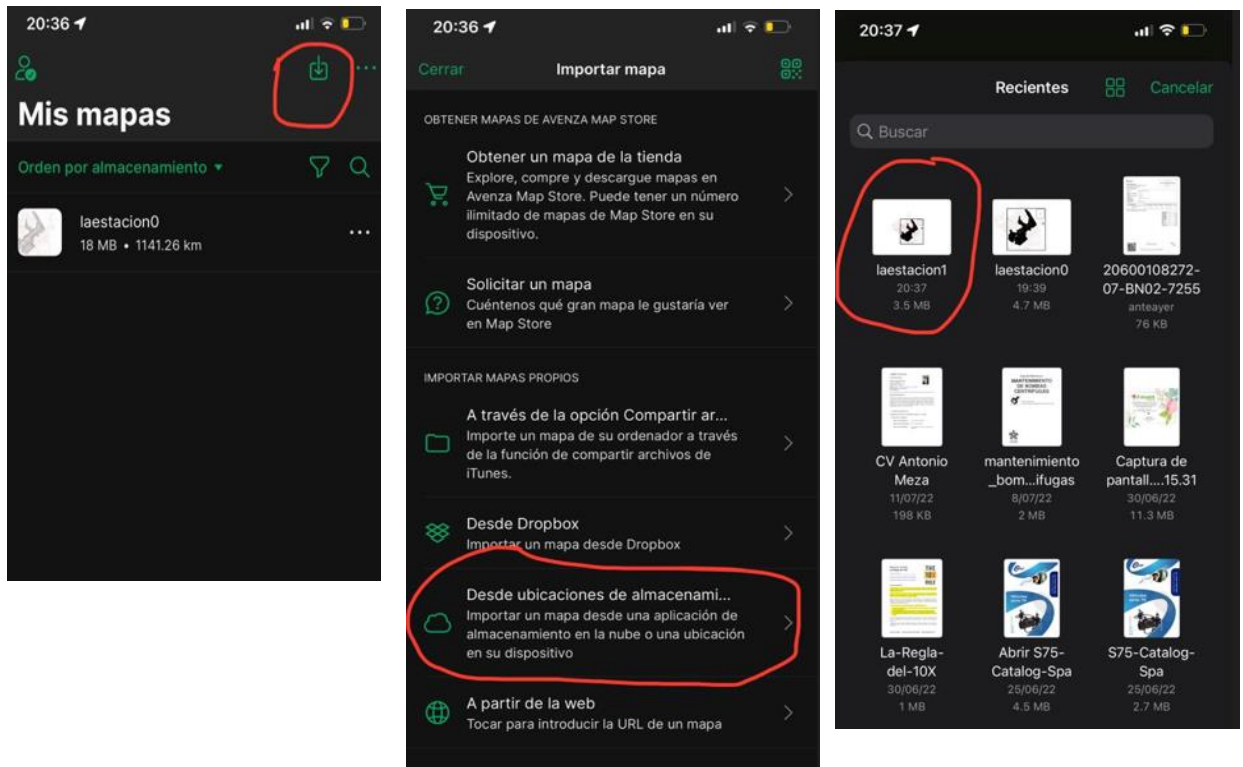 20:36
Mis mapas
Orden por almacenamiento
laestacion0
18 MB • 1141.26 km
20:36
Cerrar
Importar mapa
OBTENER MAPAS DE AVENZA MAP STORE
Obtener un mapa de la tienda
Explore, compre y descargue mapas en
Avenza Map Store. Puede tener un número
ilimitado de mapas de Map Store en su
dispositivo.
Solicitar un mapa
Cuéntenos qué gran mapa le gustaría ver
en Map Store
IMPORTAR MAPAS PROPIOS
A través de la opción Compartir ar...
Importe un mapa de su ordenador a través
de la función de compartir archivos de
iTunes.
Desde Dropbox
Importar un mapa desde Dropbox
Desde ubicaciones de almacenami...
Importar un mapa desde una aplicación de
almacenamiento en la nube o una ubicación
en su dispositivo
A partir de la web
Tocar para introducir la URL de un mapa
20:37
Recientes
Cancelar
Buscar
laestacion1
20:37
3.5 MB
laestacion0
19:39
4.7 MB
20600108272-
07-BN02-7255
anteayer
76 KB
CV Antonio
Meza
11/07/22
198 KB
MANTENIMIENTO
DE BOMBAS
CENTRIFUGAS
mantenimiento
_bom...ifugas
8/07/22
2 MB
Captura de
pantall....15.31
30/06/22
11.3 MB
La-Regla-
del-10X
30/06/22
1 MB
Abrir S75-
Catalog-Spa
25/06/22
4.5 MB
S75-Catalog-
Spa
25/06/22
2.7 MB